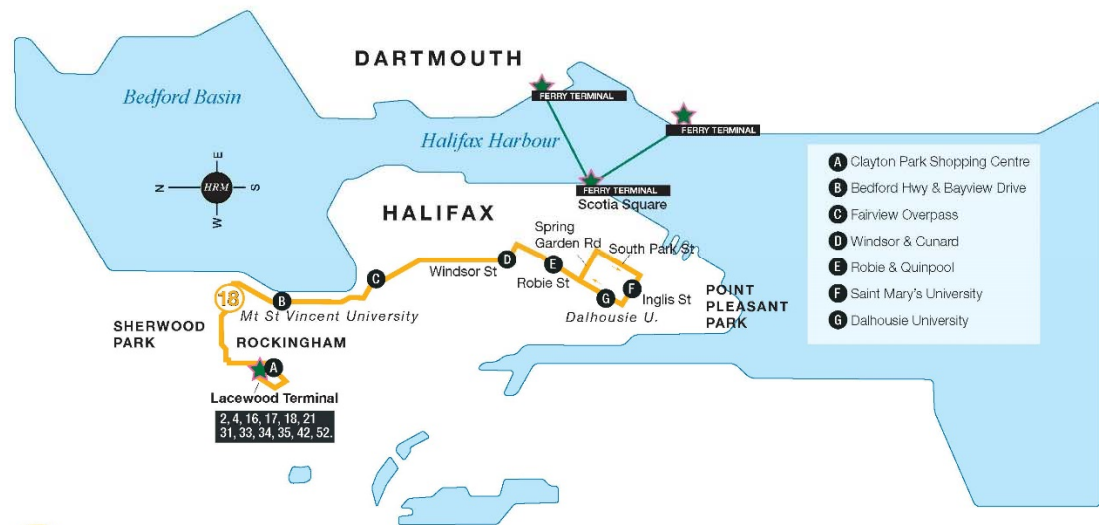 DARTMOUTH
Bedford Basin
FERRY TERMINAL
Halifax Harbour
FERRY TERMINAL
A Clayton Park Shopping Centre
B Bedford Hwy & Bayview Drive
C Fairview Overpass
D Windsor & Cunard
E Robie & Quinpool
F Saint Mary's University
G Dalhousie University
E
N HRM S
W
FERRY TERMINAL
Scotia Square
HALIFAX
Spring
Garden Rd
South Park St
Windsor St
D
E
Robie St
C
F
Inglis St
G
Dalhousie U.
POINT
PLEASANT
PARK
18
B
Mt St Vincent University
SHERWOOD
PARK
ROCKINGHAM
A
Lacewood Terminal
2, 4, 16, 17, 18, 21
31, 33, 34, 35, 42, 52.